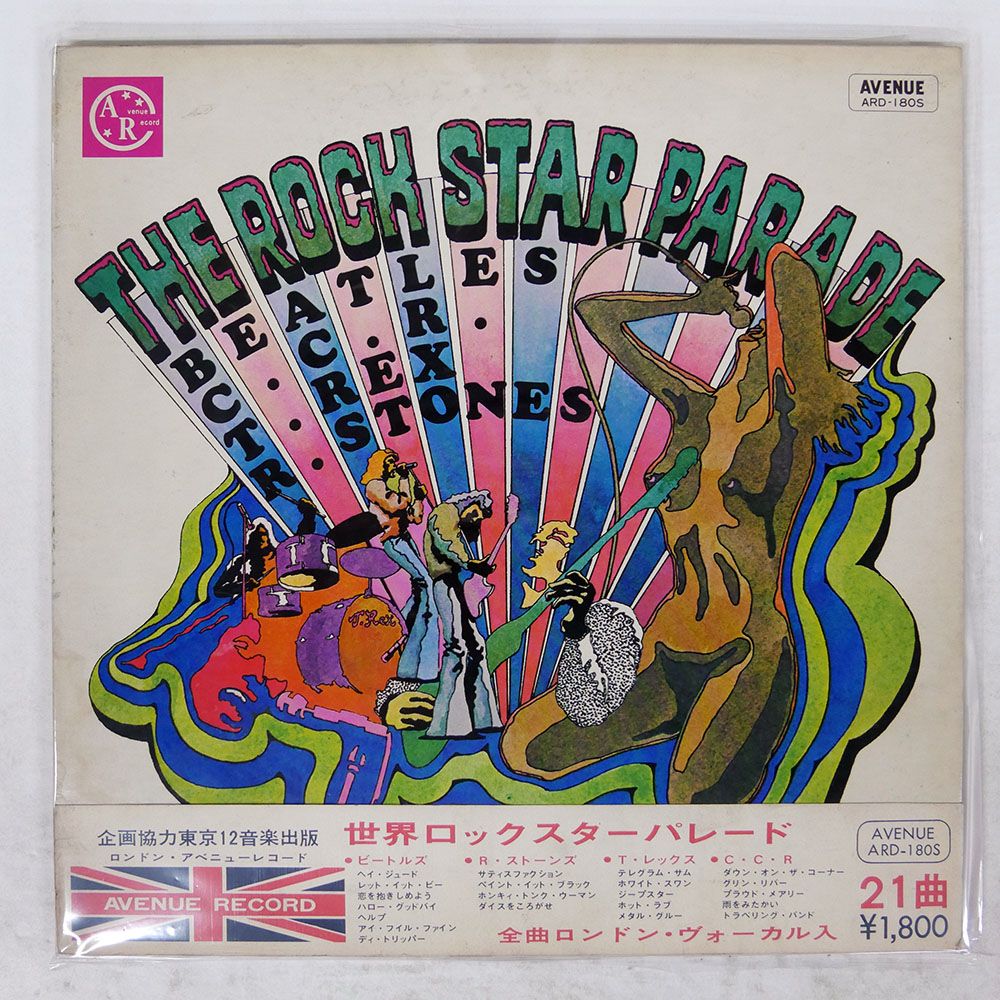 Avenue
Record
AVENUE
ARD-180S
THE ROCK STAR PARADE
BEATLES
C.C.R.
T.REX
R.STONES
T.Rex
企画協力東京12音楽出版
ロンドン・アベニューレコード
AVENUE RECORD
世界ロックスターパレード
●ビートルズ
ヘイ・ジュード
レット・イット・ビー
恋を抱きしめよう
ハロー・グッドバイ
ヘルプ
アイ・フイル・ファイン
ディ・トリッパー
●R・ストーンズ
サティスファクション
ペイント・イット・ブラック
ホンキィ・トンク・ウーマン
ダイスをころがせ
●T・レックス
テレグラム・サム
ホワイト・スワン
ジープスター
ホット・ラブ
メタル・グルー
●C・C・R
ダウン・オン・ザ・コーナー
グリン・リバー
プラウド・メアリー
雨をみたかい
トラベリング・バンド
全曲ロンドン・ヴォーカル入
AVENUE
ARD-180S
21曲
¥1,800